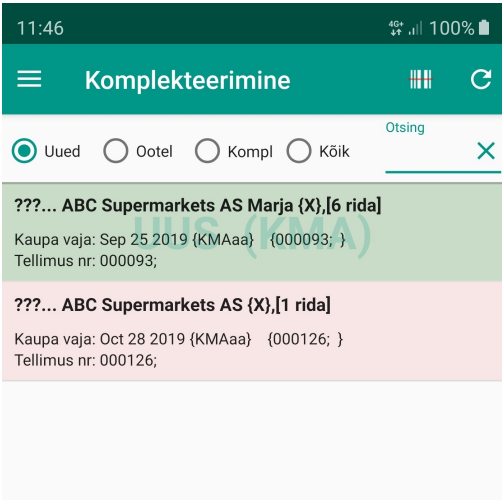 11:46 4G+ 100%
Komplekteerimine
Otsing
Uued Ootel Kompl Kõik
???... ABC Supermarkets AS Marja {X},[6 rida]
UUS (KMA)
Kaupa vaja: Sep 25 2019 {KMAaa} {000093; }
Tellimus nr: 000093;
???... ABC Supermarkets AS {X},[1 rida]
Kaupa vaja: Oct 28 2019 {KMAaa} {000126; }
Tellimus nr: 000126;